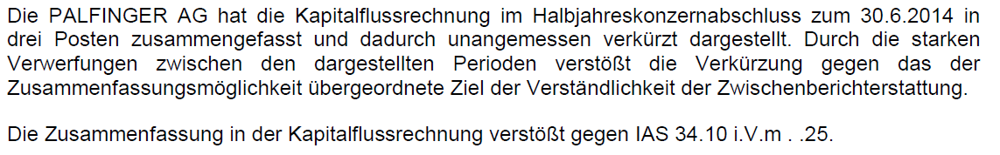 Die PALFINGER AG hat die Kapitalflussrechnung im Halbjahreskonzernabschluss zum 30.6.2014 in
drei Posten zusammengefasst und dadurch unangemessen verkürzt dargestellt. Durch die starken
Verwerfungen zwischen den dargestellten Perioden verstößt die Verkürzung gegen das der
Zusammenfassungsmöglichkeit übergeordnete Ziel der Verständlichkeit der Zwischenberichterstattung.
Die Zusammenfassung in der Kapitalflussrechnung verstößt gegen IAS 34.10 i.V.m . .25.